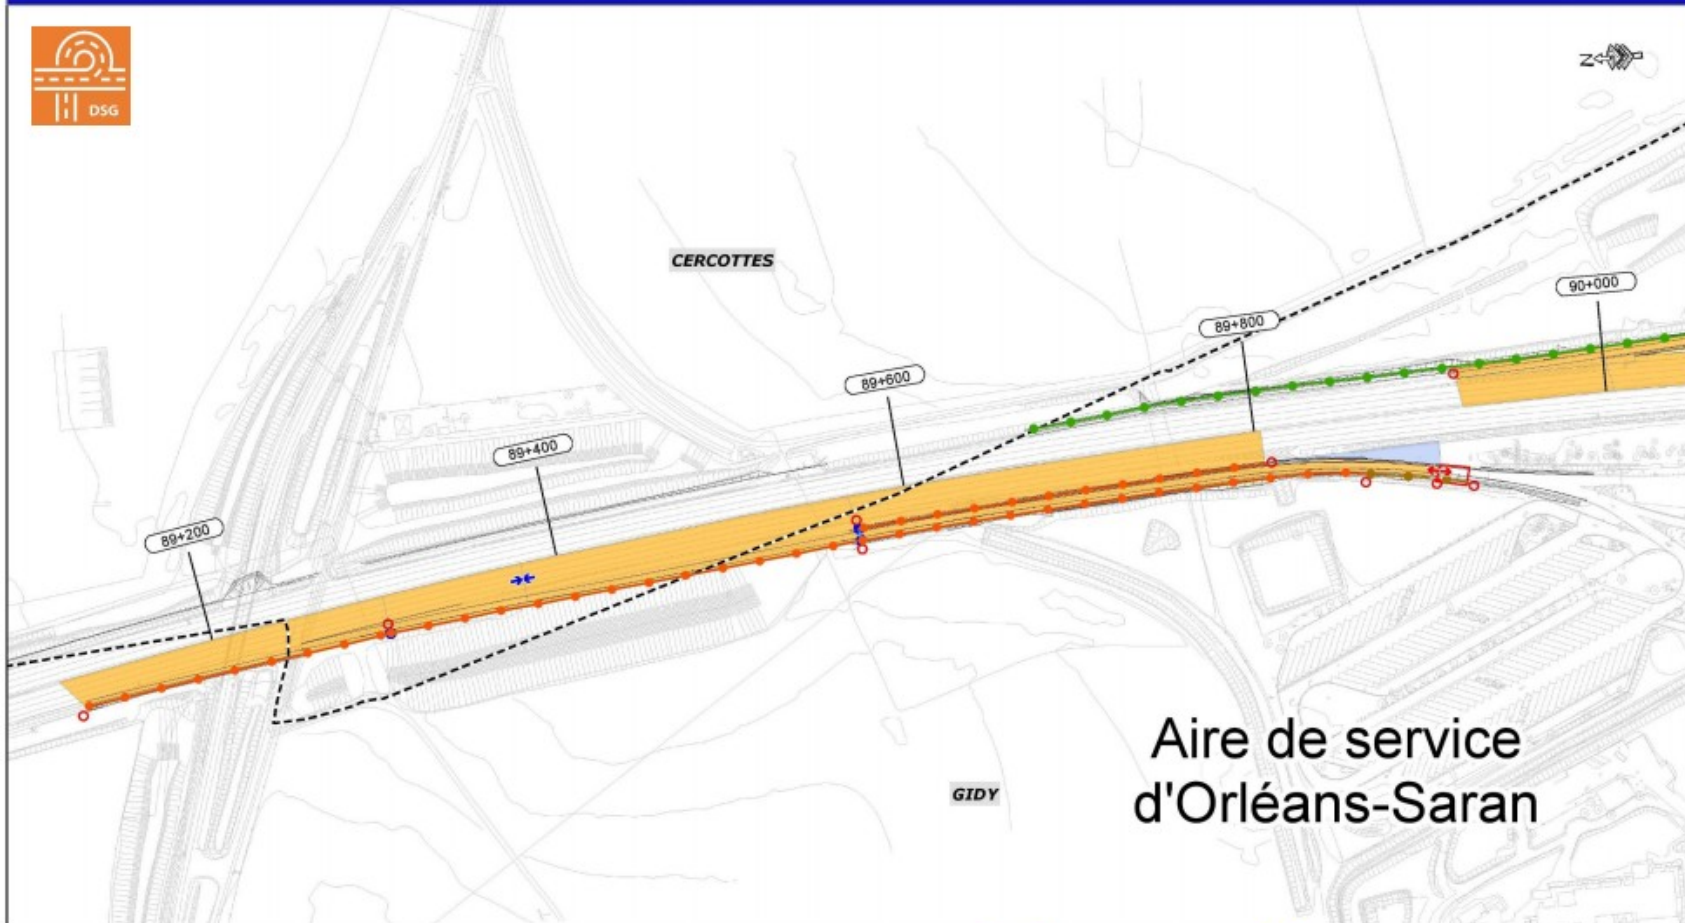 DSG
N
CERCOTTES
90+000
89+800
89+600
89+400
89+200
Aire de service
d'Orléans-Saran
GIDY